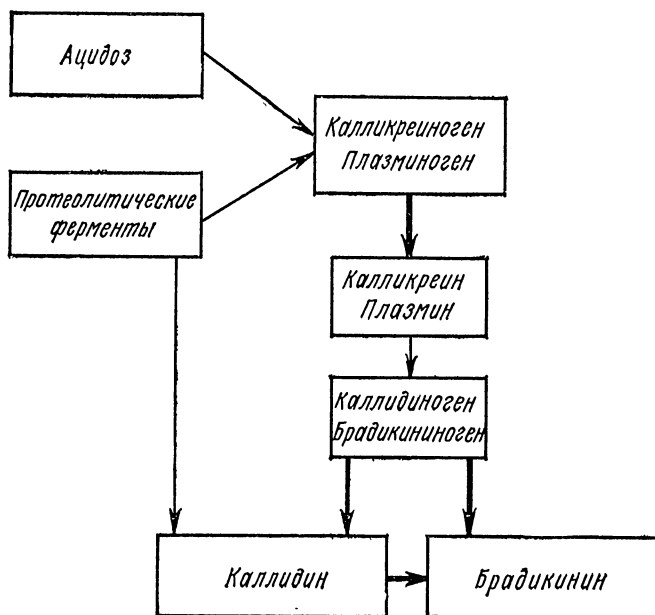 Ацидоз
Калликреиноген
Плазминоген
Протеолитические
ферменты
Калликреин
Плазмин
Каллидиноген
Брадикининоген
Каллидин
Брадикинин